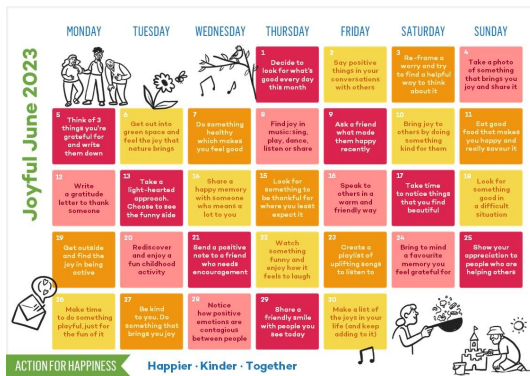 Joyful June 2023
MONDAY TUESDAY WEDNESDAY THURSDAY FRIDAY SATURDAY SUNDAY
1
Decide to
look for what's
good every day
this month
2
Say positive
things in your
conversations
with others
3
Re-frame a
worry and try
to find a helpful
way to think
about it
4
Take a photo
of something
that brings you
joy and share it
5
Think of 3
things you're
grateful for
and write
them down
6
Get out into
green space and
feel the joy that
nature brings
7
Do something
healthy
which makes
you feel good
8
Find joy in
music: sing,
play, dance,
listen or share
9
Ask a friend
what made
them happy
recently
10
Bring joy to
others by doing
something
kind for them
11
Eat good
food that makes
you happy and
really savour it
12
Write
a gratitude
letter to thank
someone
13
Take a
light-hearted
approach.
Choose to see
the funny side
14
Share a
happy memory
with someone
who means a
lot to you
15
Look for
something to
be thankful for
where you least
expect it
16
Speak to
others in a
warm and
friendly way
17
Take time
to notice things
that you find
beautiful
18
Look for
something
good in
a difficult
situation
19
Get outside
and find the
joy in being
active
20
Rediscover
and enjoy a
fun childhood
activity
21
Send a positive
note to a friend
who needs
encouragement
22
Watch
something
funny and
enjoy how it
feels to laugh
23
Create a
playlist of
uplifting songs
to listen to
24
Bring to mind
a favourite
memory you
feel grateful for
25
Show your
appreciation to
people who are
helping others
26
Make time
to do something
playful, just for
the fun of it
27
Be kind
to you. Do
something that
brings you joy
28
Notice
how positive
emotions are
contagious
between people
29
Share a
friendly smile
with people you
see today
30
Make a list
of the joys in
your life (and keep
adding to it)
ACTION FOR HAPPINESS
Happier · Kinder · Together